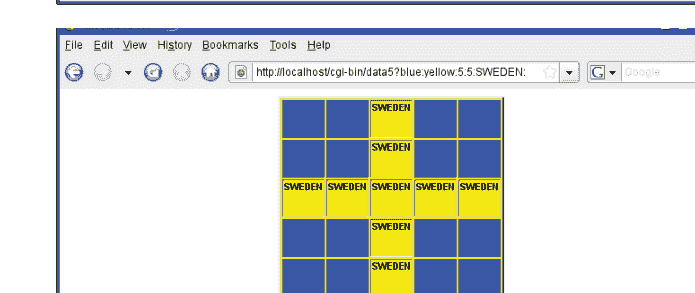 File Edit View History Bookmarks Tools Help
http://localhost/cgi-bin/data5?blue:yellow:5:5:SWEDEN:
Google
SWEDEN
SWEDEN
SWEDEN SWEDEN SWEDEN SWEDEN SWEDEN
SWEDEN
SWEDEN